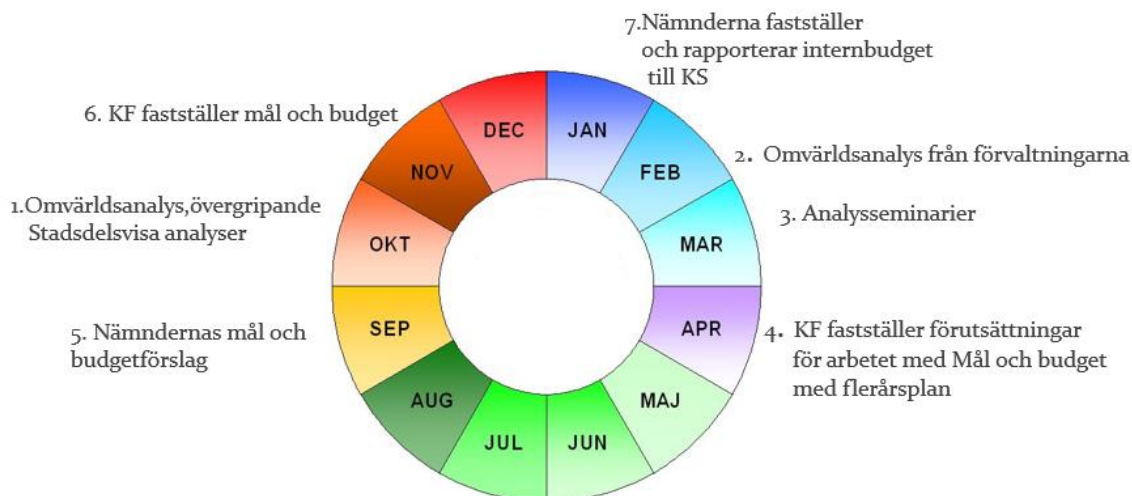 7.Nämnderna fastställer
och rapporterar internbudget
till KS
6. KF fastställer mål och budget
DEC
JAN
NOV
FEB
2. Omvärldsanalys från förvaltningarna
1.Omvärldsanalys,övergripande
Stadsdelsvisa analyser
3. Analysseminarier
OKT
MAR
5. Nämndernas mål och
budgetförslag
SEP
APR
4. KF fastställer förutsättningar
för arbetet med Mål och budget
med flerårsplan
AUG
MAJ
JUL
JUN